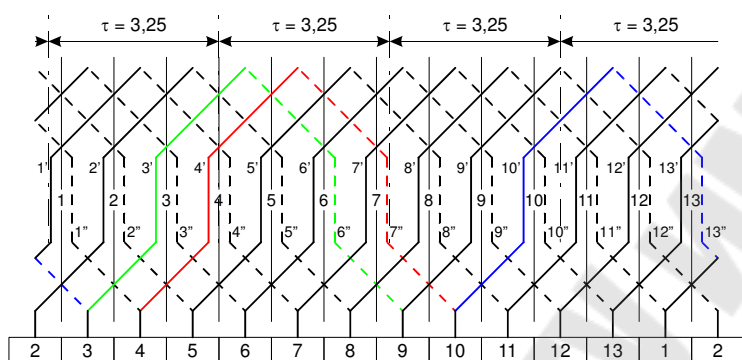 τ = 3,25 τ = 3,25 τ = 3,25 τ = 3,25
1' 2' 3' 4' 5' 6' 7' 8' 9' 10' 11' 12' 13'
1 2 3 4 5 6 7 8 9 10 11 12 13
1" 2" 3" 4" 5" 6" 7" 8" 9" 10" 11" 12" 13"
2 3 4 5 6 7 8 9 10 11 12 13 1 2